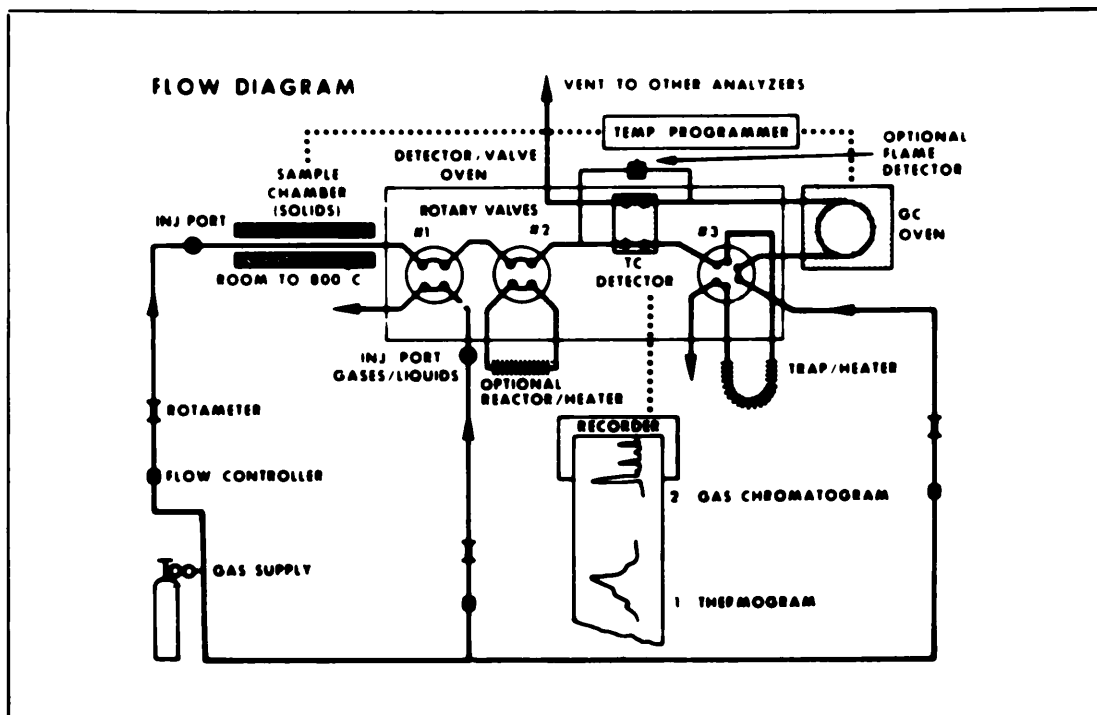 FLOW DIAGRAM
VENT TO OTHER ANALYZERS
TEMP PROGRAMMER
OPTIONAL
FLAME
DETECTOR
DETECTOR/VALVE
OVEN
SAMPLE
CHAMBER
(SOLIDS)
INJ PORT
ROTARY VALVES
#1
#2
#3
GC
OVEN
ROOM TO 800 C
TC
DETECTOR
INJ PORT
GASES/LIQUIDS
OPTIONAL
REACTOR/HEATER
TRAP/HEATER
ROTAMETER
RECORDER
FLOW CONTROLLER
2 GAS CHROMATOGRAM
GAS SUPPLY
1 THERMOGRAM